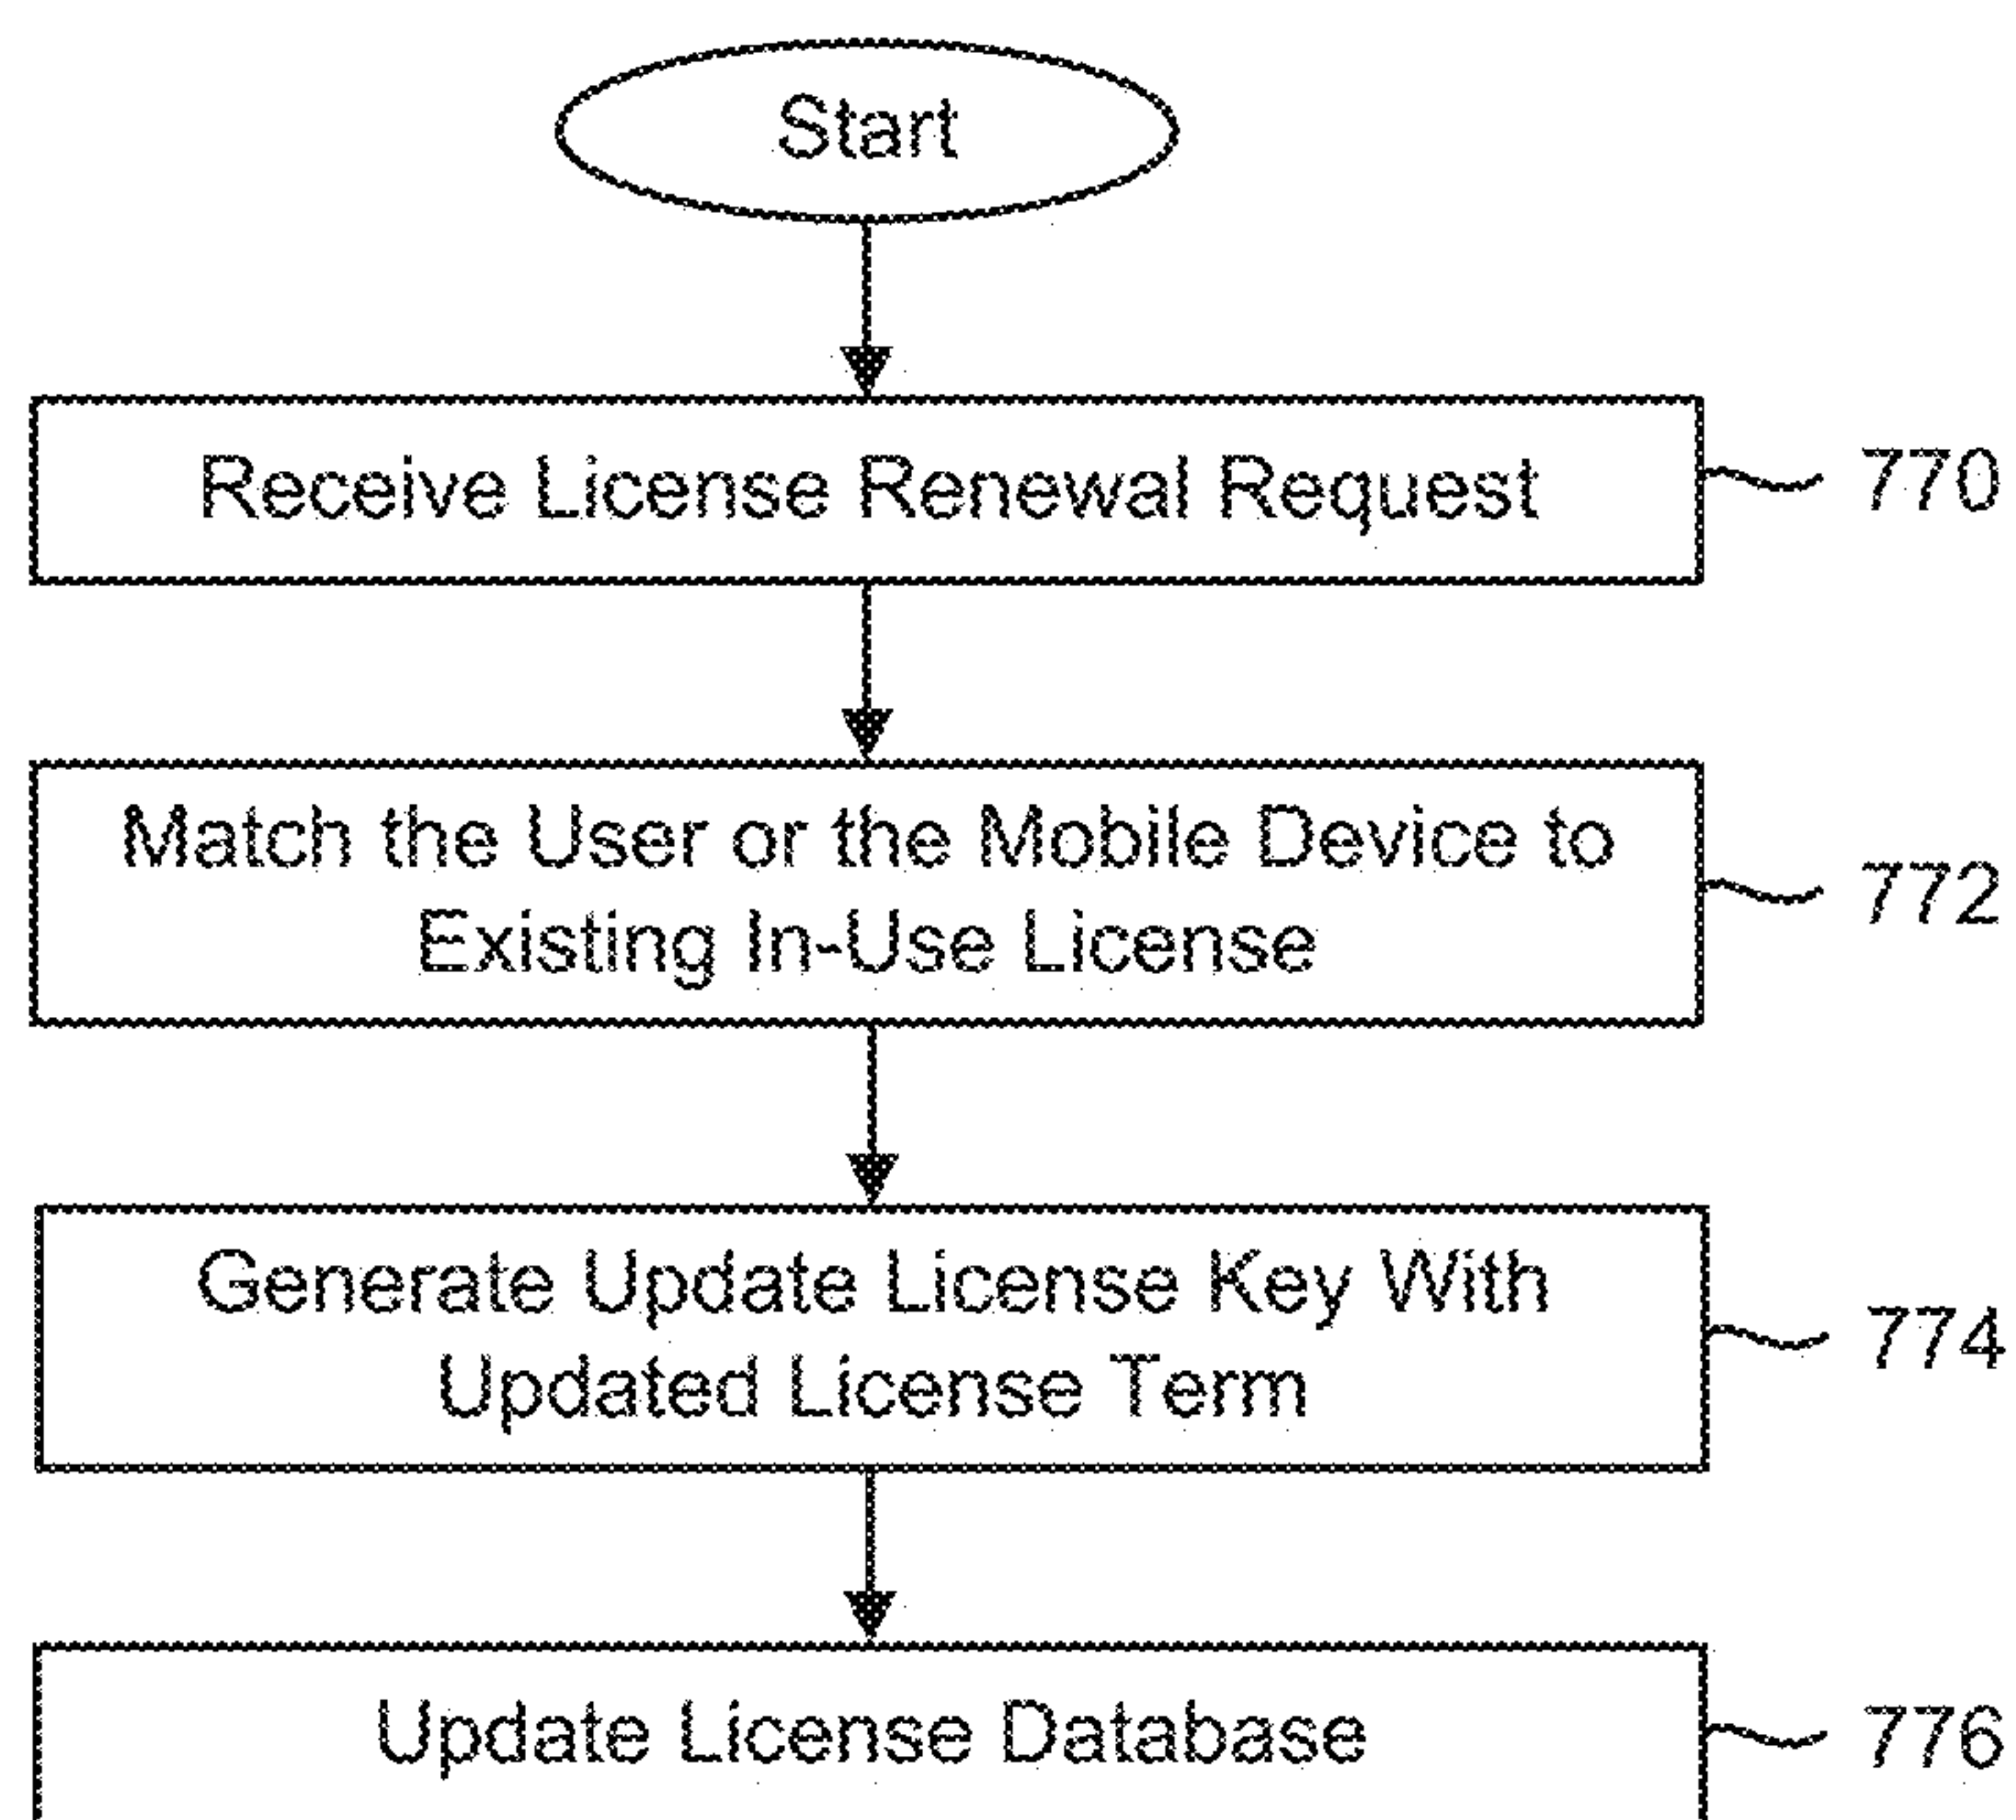 Start
Receive License Renewal Request
770
Match the User or the Mobile Device to
Existing In-Use License
772
Generate Update License Key With
Updated License Term
774
Update License Database
776